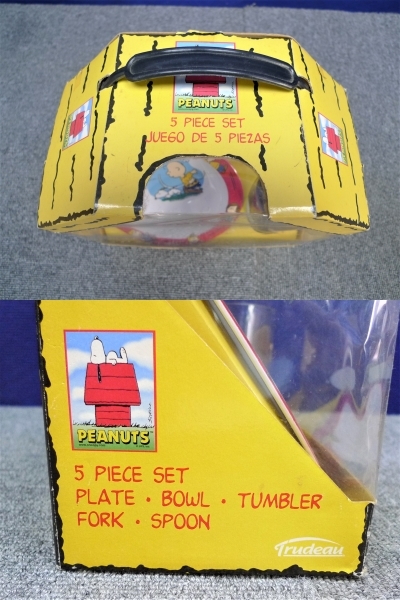 PEANUTS
5 PIECE SET
JUEGO DE 5 PIEZAS
PEANUTS
5 PIECE SET
PLATE · BOWL · TUMBLER
FORK · SPOON
Trudeau